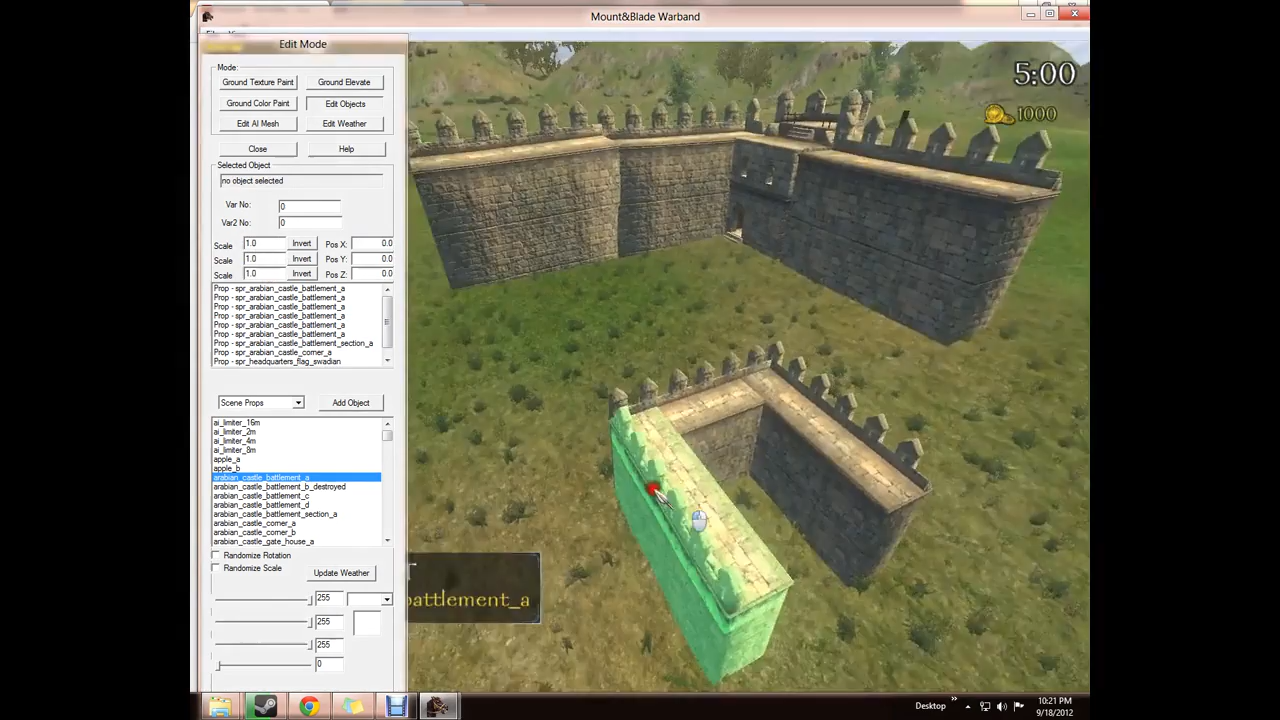 Mount&Blade Warband
Edit Mode
5:00
1000
Mode:
Ground Texture Paint
Ground Elevate
Ground Color Paint
Edit Objects
Edit AI Mesh
Edit Weather
Close
Help
Selected Object
no object selected
Var No:
0
Var2 No:
0
Scale 1.0 Invert Pos X: 0.0
Scale 1.0 Invert Pos Y: 0.0
Scale 1.0 Invert Pos Z: 0.0
Prop - spr_arabian_castle_battlement_a
Prop - spr_arabian_castle_battlement_a
Prop - spr_arabian_castle_battlement_a
Prop - spr_arabian_castle_battlement_a
Prop - spr_arabian_castle_battlement_a
Prop - spr_arabian_castle_battlement_a
Prop - spr_arabian_castle_battlement_section_a
Prop - spr_arabian_castle_corner_a
Prop - spr_headquarters_flag_swadian
Scene Props
Add Object
ai_limiter_16m
ai_limiter_2m
ai_limiter_4m
ai_limiter_8m
apple_a
apple_b
arabian_castle_battlement_a
arabian_castle_battlement_b_destroyed
arabian_castle_battlement_c
arabian_castle_battlement_d
arabian_castle_battlement_section_a
arabian_castle_corner_a
arabian_castle_corner_b
arabian_castle_gate_house_a
Randomize Rotation
Randomize Scale
Update Weather
255
255
255
0
battlement_a
Desktop
10:21 PM
9/18/2012